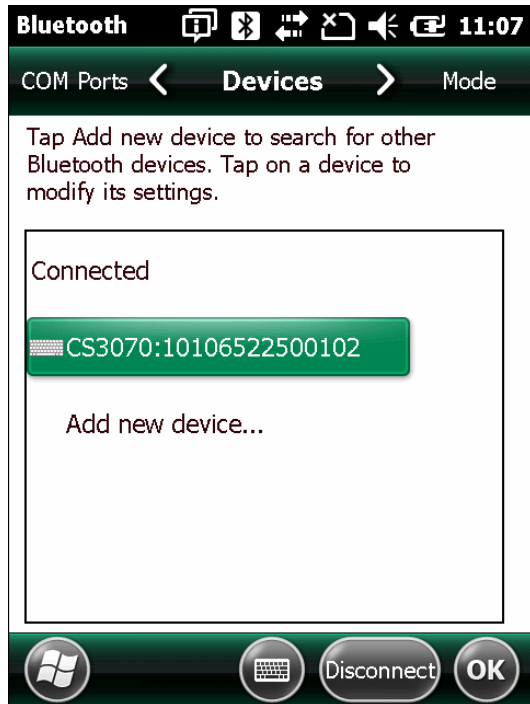 Bluetooth 11:07
COM Ports Devices Mode
Tap Add new device to search for other
Bluetooth devices. Tap on a device to
modify its settings.
Connected
CS3070:10106522500102
Add new device...
Disconnect OK